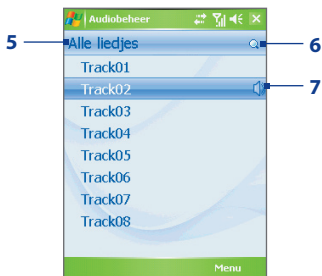 Audiobeheer
5 Alle liedjes 6
Track01
Track02 7
Track03
Track04
Track05
Track06
Track07
Track08
Menu